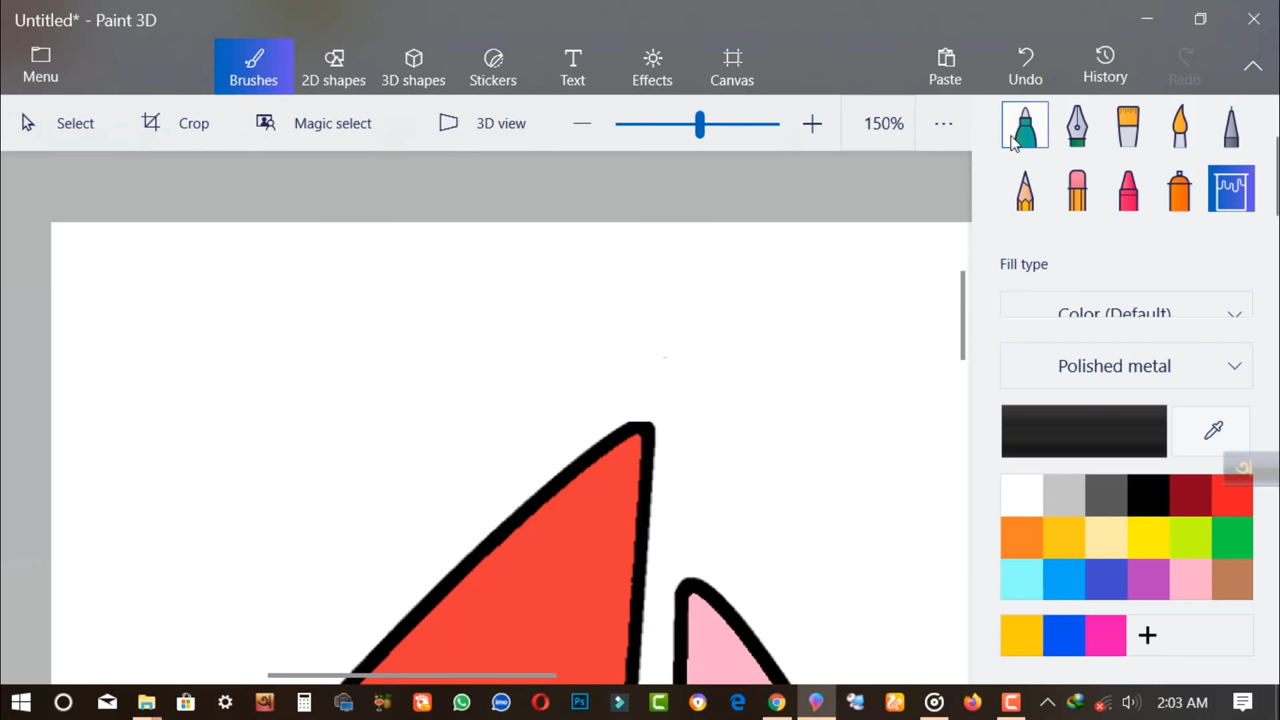 Untitled* - Paint 3D
Menu
Brushes
2D shapes
3D shapes
Stickers
Text
Effects
Canvas
Paste
Undo
History
Redo
Select
Crop
Magic select
3D view
150%
Fill type
Color (Default)
Polished metal
2:03 AM